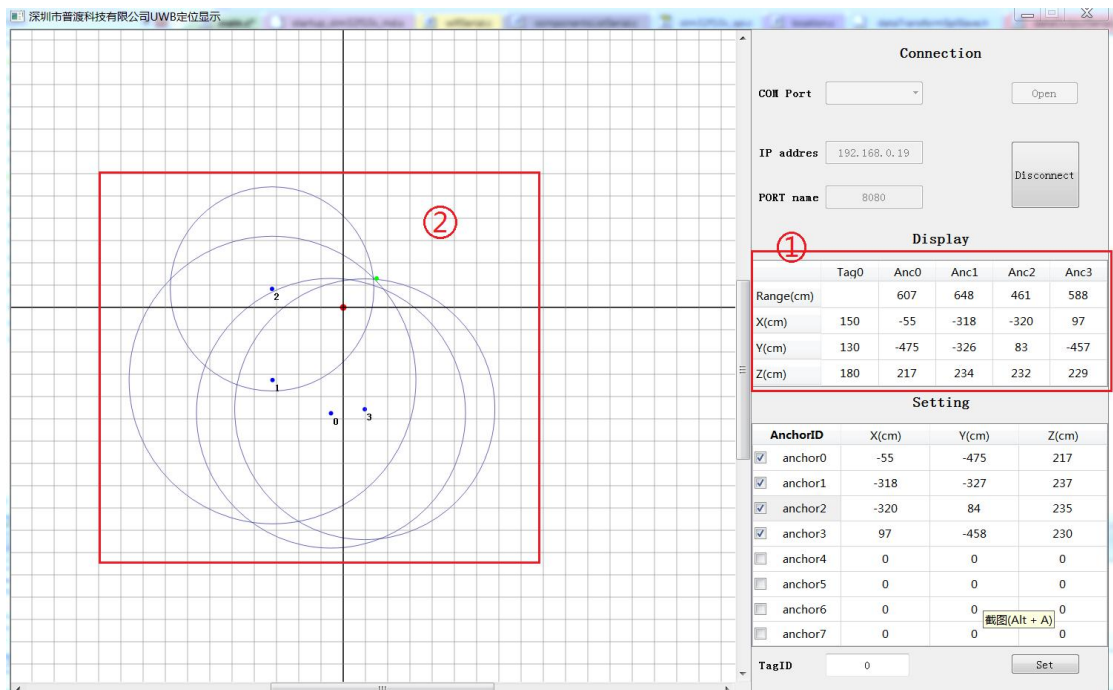 深圳市普渡科技有限公司UWB定位显示
②
2
1
0
3
Connection
COM Port
Open
IP addres 192.168.0.19
Disconnect
PORT name 8080
①
Display
Tag0 Anc0 Anc1 Anc2 Anc3
Range(cm) 607 648 461 588
X(cm) 150 -55 -318 -320 97
Y(cm) 130 -475 -326 83 -457
Z(cm) 180 217 234 232 229
Setting
AnchorID X(cm) Y(cm) Z(cm)
anchor0 -55 -475 217
anchor1 -318 -327 237
anchor2 -320 84 235
anchor3 97 -458 230
anchor4 0 0 0
anchor5 0 0 0
anchor6 0 0 0
截图(Alt + A)
anchor7 0 0 0
TagID 0 Set